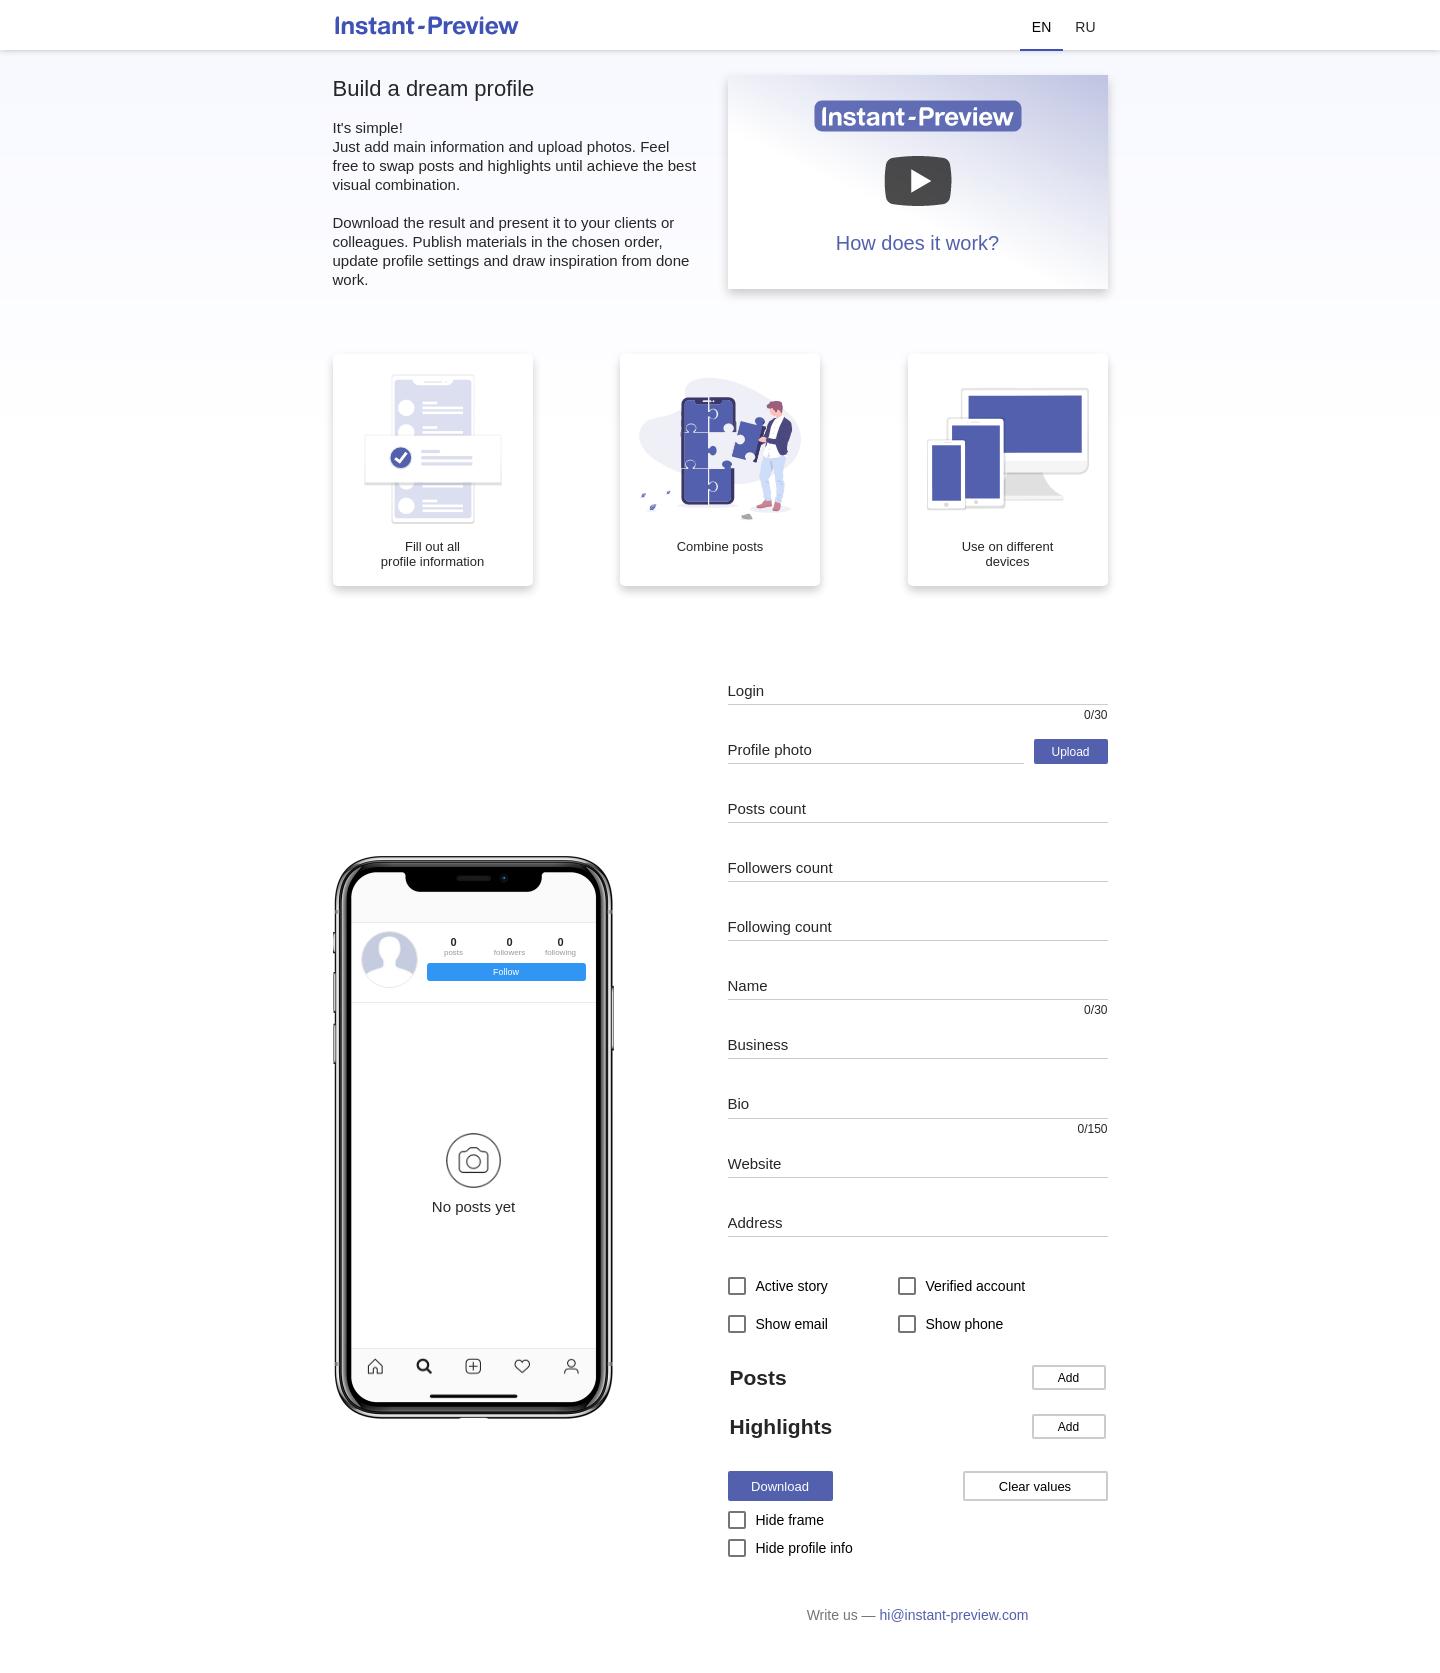 Instant-Preview
EN
RU
Build a dream profile
It's simple!
Just add main information and upload photos. Feel
free to swap posts and highlights until achieve the best
visual combination.
Download the result and present it to your clients or
colleagues. Publish materials in the chosen order,
update profile settings and draw inspiration from done
work.
Instant-Preview
How does it work?
Fill out all
profile information
Combine posts
Use on different
devices
Login
0/30
Profile photo
Upload
Posts count
Followers count
Following count
Name
0/30
Business
Bio
0/150
Website
Address
Active story
Verified account
Show email
Show phone
Posts
Add
Highlights
Add
Download
Clear values
Hide frame
Hide profile info
0
0
0
posts
followers
following
Follow
No posts yet
Write us — hi@instant-preview.com